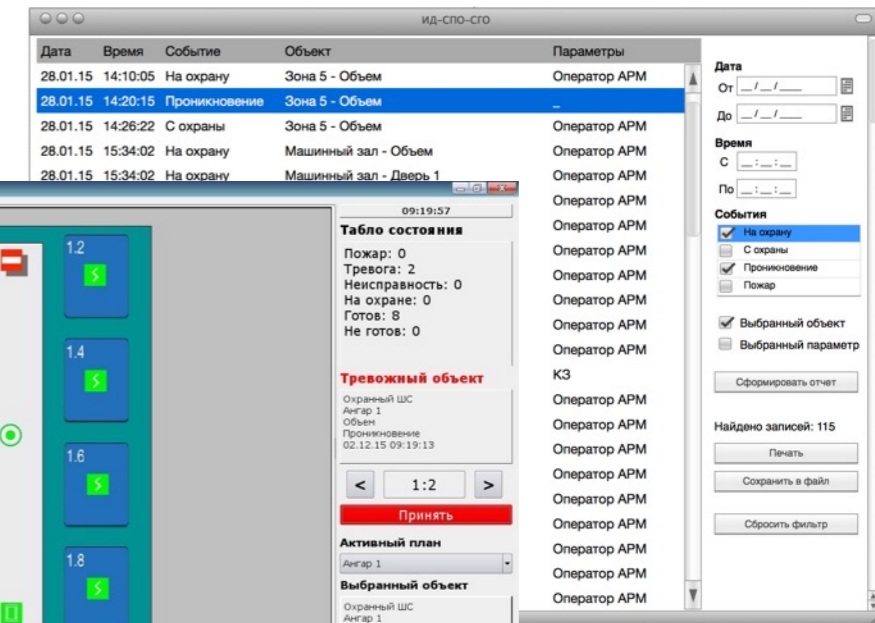 ИД-СПО-СГО
Дата Время Событие Объект Параметры
28.01.15 14:10:05 На охрану Зона 5 - Объем Оператор АРМ
28.01.15 14:20:15 Проникновение Зона 5 - Объем _
28.01.15 14:26:22 С охраны Зона 5 - Объем Оператор АРМ
28.01.15 15:34:02 На охрану Машинный зал - Объем Оператор АРМ
28.01.15 15:34:02 На охрану Машинный зал - Дверь 1 Оператор АРМ
Оператор АРМ
Оператор АРМ
Оператор АРМ
Оператор АРМ
Оператор АРМ
Оператор АРМ
Оператор АРМ
КЗ
Оператор АРМ
Оператор АРМ
Оператор АРМ
Оператор АРМ
Оператор АРМ
Оператор АРМ
Оператор АРМ
Оператор АРМ
Оператор АРМ
Дата
От _/_/_
До _/_/_
Время
С _:_:_
По _:_:_
События
На охрану
С охраны
Проникновение
Пожар
Выбранный объект
Выбранный параметр
Сформировать отчет
Найдено записей: 115
Печать
Сохранить в файл
Сбросить фильтр
1.2
1.4
1.6
1.8
09:19:57
Табло состояния
Пожар: 0
Тревога: 2
Неисправность: 0
На охране: 0
Готов: 8
Не готов: 0
Тревожный объект
Охранный ШС
Ангар 1
Объем
Проникновение
02.12.15 09:19:13
< 1:2 >
Принять
Активный план
Ангар 1
Выбранный объект
Охранный ШС
Ангар 1